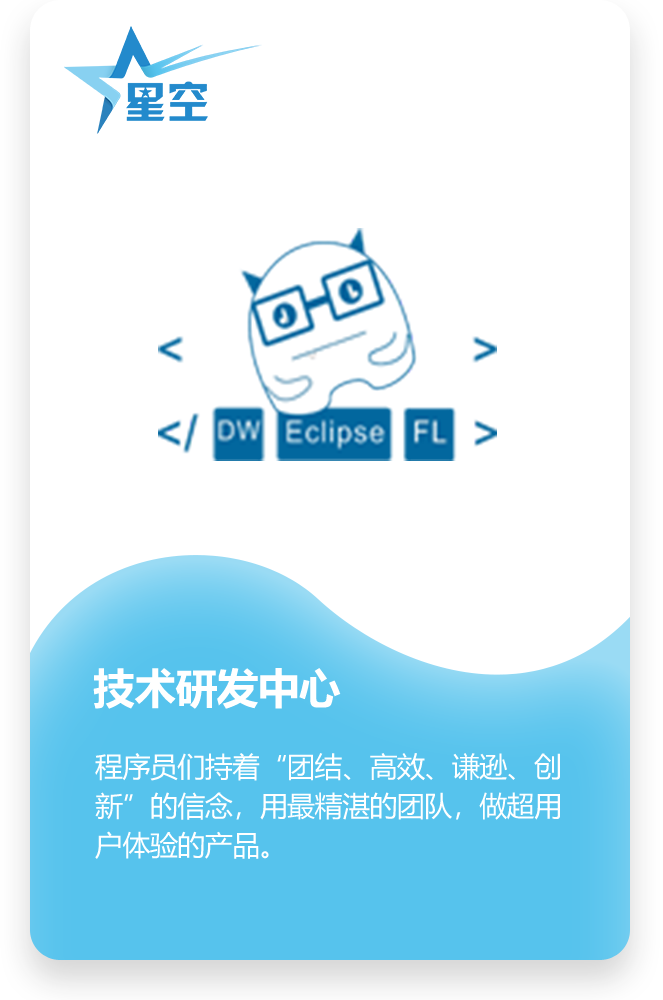 星空
< >
</ DW Eclipse FL >
技术研发中心
程序员们持着“团结、高效、谦逊、创
新”的信念，用最精湛的团队，做超用
户体验的产品。